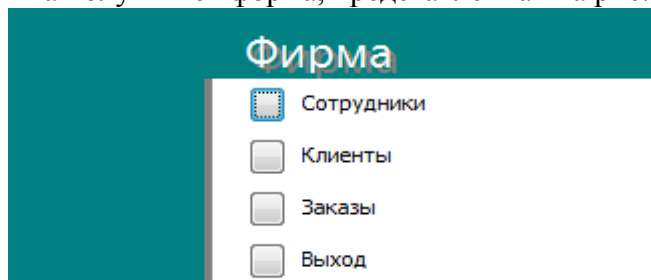 Фирма
Сотрудники
Клиенты
Заказы
Выход